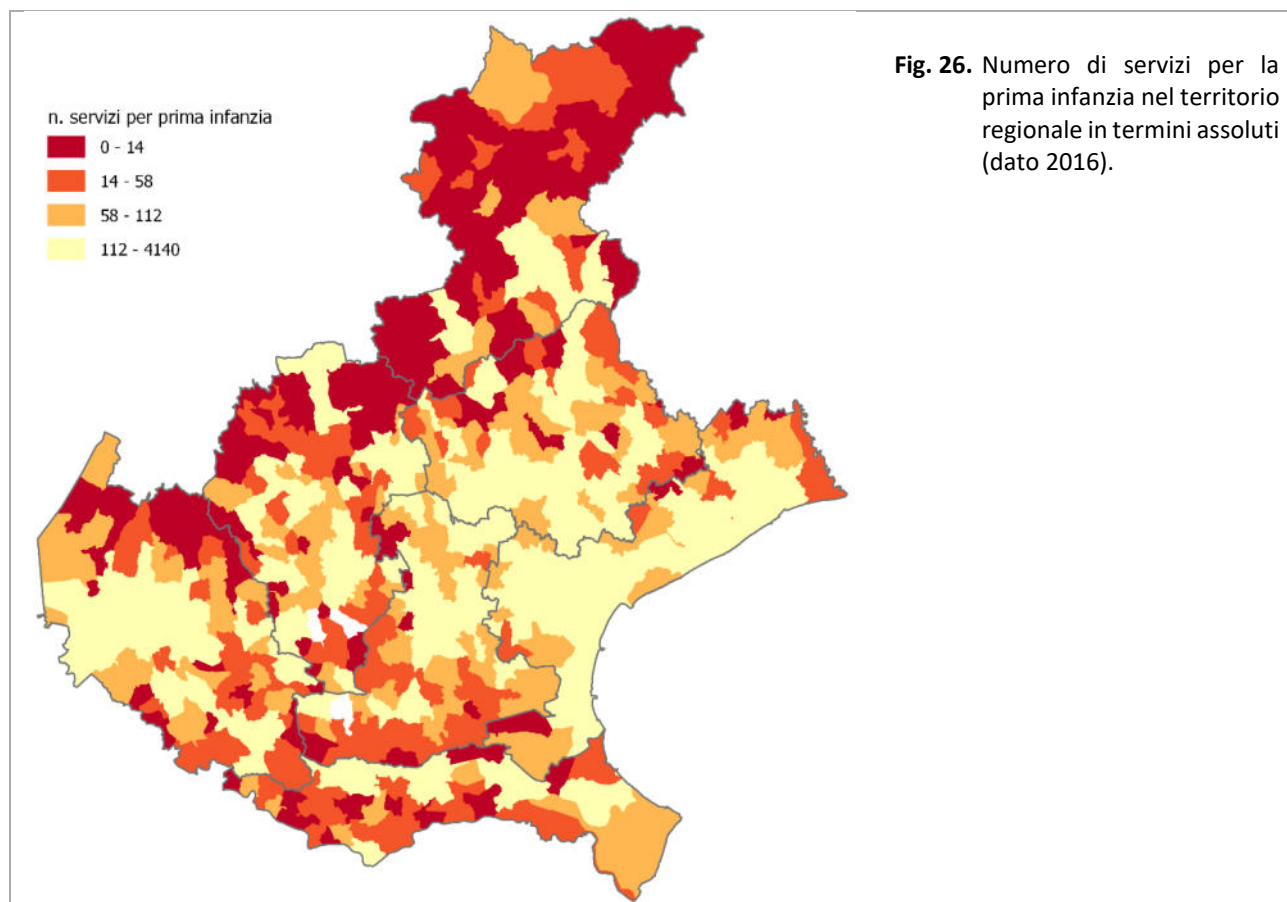 Fig. 26. Numero di servizi per la
prima infanzia nel territorio
regionale in termini assoluti
(dato 2016).
n. servizi per prima infanzia
0 - 14
14 - 58
58 - 112
112 - 4140